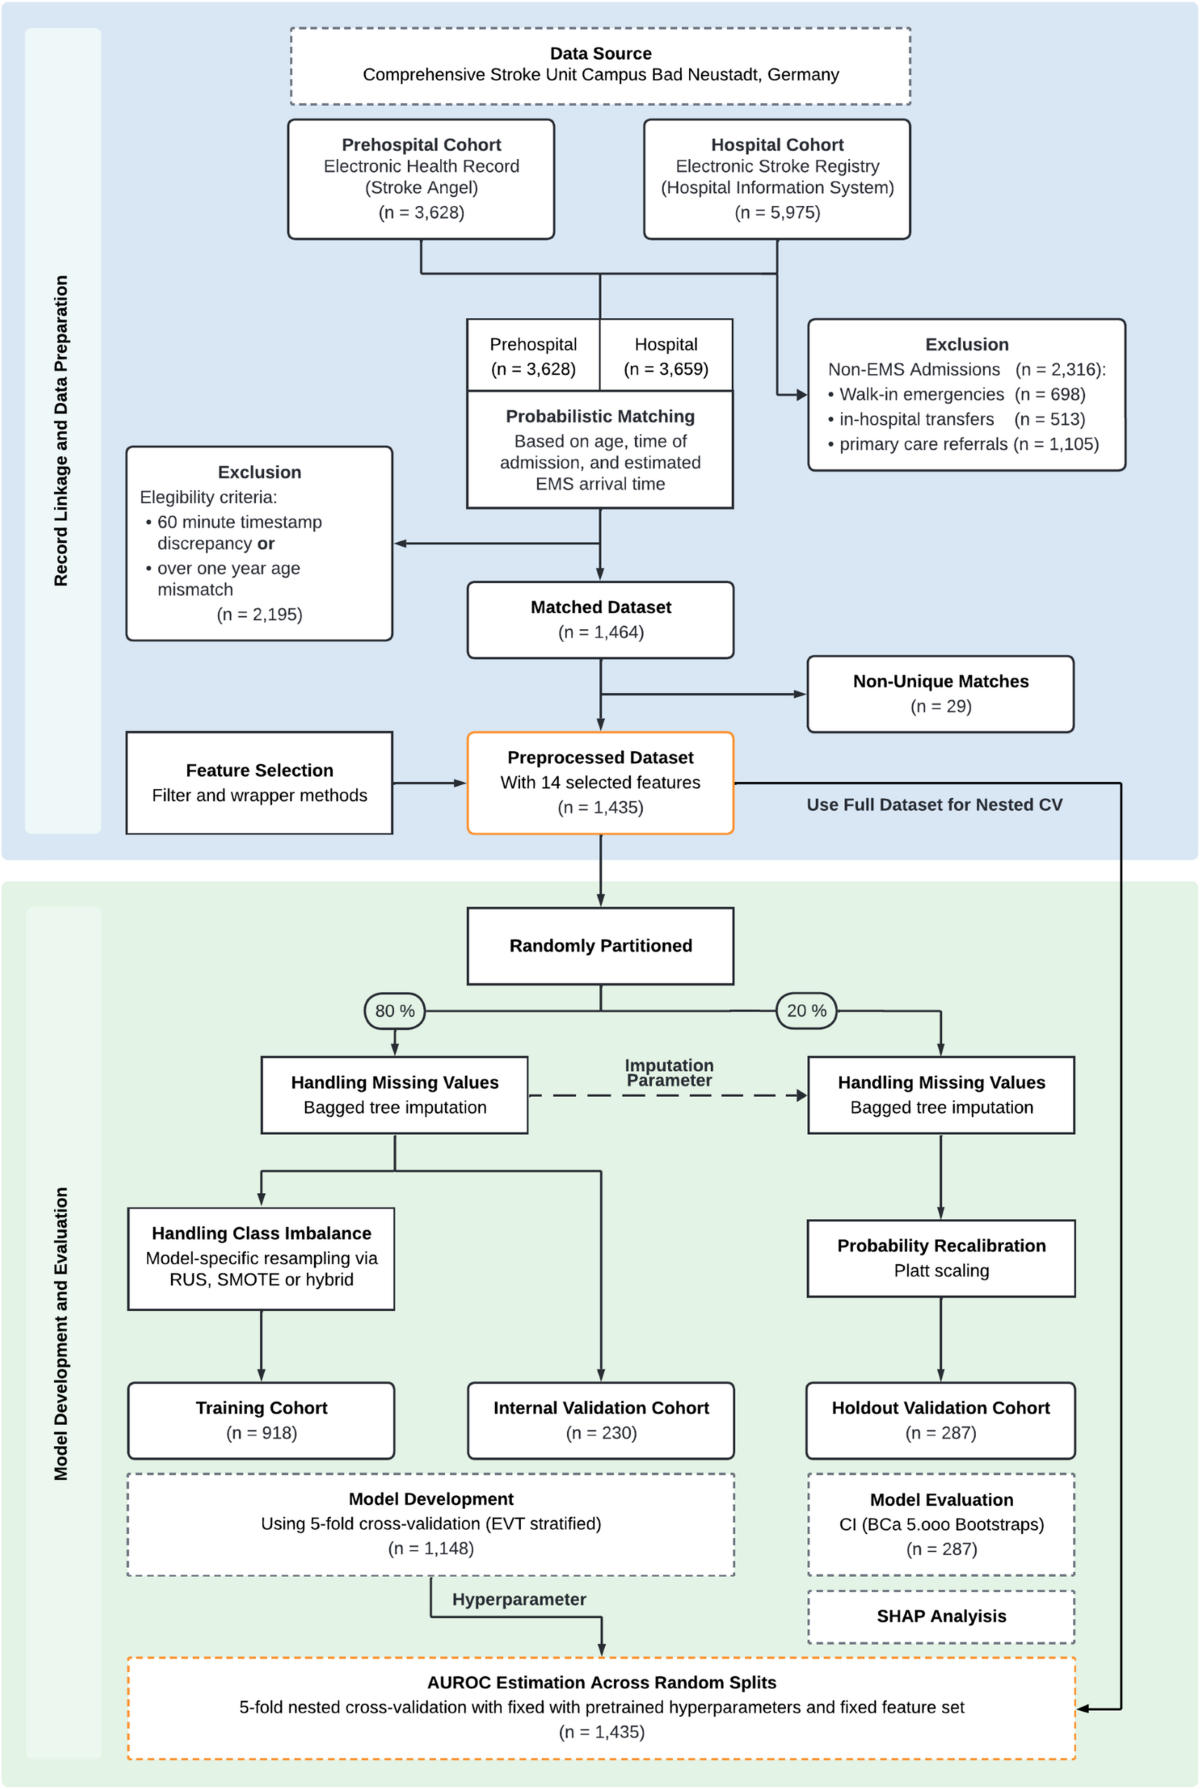 Data Source
Comprehensive Stroke Unit Campus Bad Neustadt, Germany
Prehospital Cohort
Electronic Health Record
(Stroke Angel)
(n = 3,628)
Hospital Cohort
Electronic Stroke Registry
(Hospital Information System)
(n = 5,975)
Record Linkage and Data Preparation
Prehospital
(n = 3,628)
Hospital
(n = 3,659)
Probabilistic Matching
Based on age, time of
admission, and estimated
EMS arrival time
Exclusion
Non-EMS Admissions (n = 2,316):
• Walk-in emergencies (n = 698)
• in-hospital transfers (n = 513)
• primary care referrals (n = 1,105)
Exclusion
Elegibility criteria:
• 60 minute timestamp
discrepancy or
• over one year age
mismatch
(n = 2,195)
Matched Dataset
(n = 1,464)
Non-Unique Matches
(n = 29)
Feature Selection
Filter and wrapper methods
Preprocessed Dataset
With 14 selected features
(n = 1,435)
Use Full Dataset for Nested CV
Model Development and Evaluation
Randomly Partitioned
80 %
20 %
Handling Missing Values
Bagged tree imputation
Imputation
Parameter
Handling Missing Values
Bagged tree imputation
Handling Class Imbalance
Model-specific resampling via
RUS, SMOTE or hybrid
Probability Recalibration
Platt scaling
Training Cohort
(n = 918)
Internal Validation Cohort
(n = 230)
Holdout Validation Cohort
(n = 287)
Model Development
Using 5-fold cross-validation (EVT stratified)
(n = 1,148)
Model Evaluation
CI (BCa 5.ooo Bootstraps)
(n = 287)
Hyperparameter
SHAP Analyisis
AUROC Estimation Across Random Splits
5-fold nested cross-validation with fixed with pretrained hyperparameters and fixed feature set
(n = 1,435)